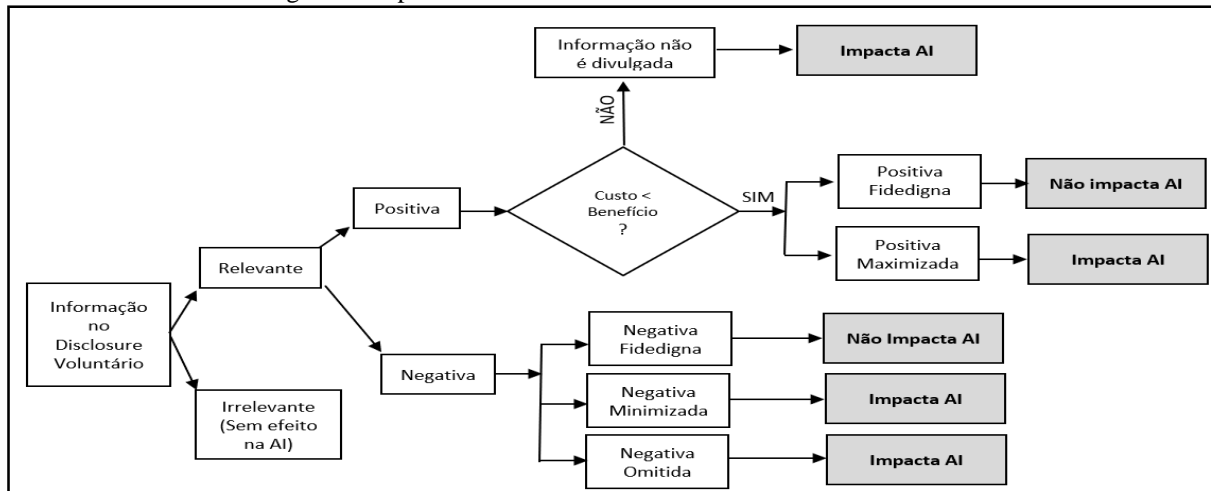 Informação não
é divulgada
Impacta AI
NÃO
Custo <
Benefício
?
SIM
Positiva
Fidedigna
Não impacta AI
Positiva
Maximizada
Impacta AI
Positiva
Relevante
Informação
no
Disclosure
Voluntário
Irrelevante
(Sem efeito
na AI)
Negativa
Negativa
Fidedigna
Não Impacta AI
Negativa
Minimizada
Impacta AI
Negativa
Omitida
Impacta AI